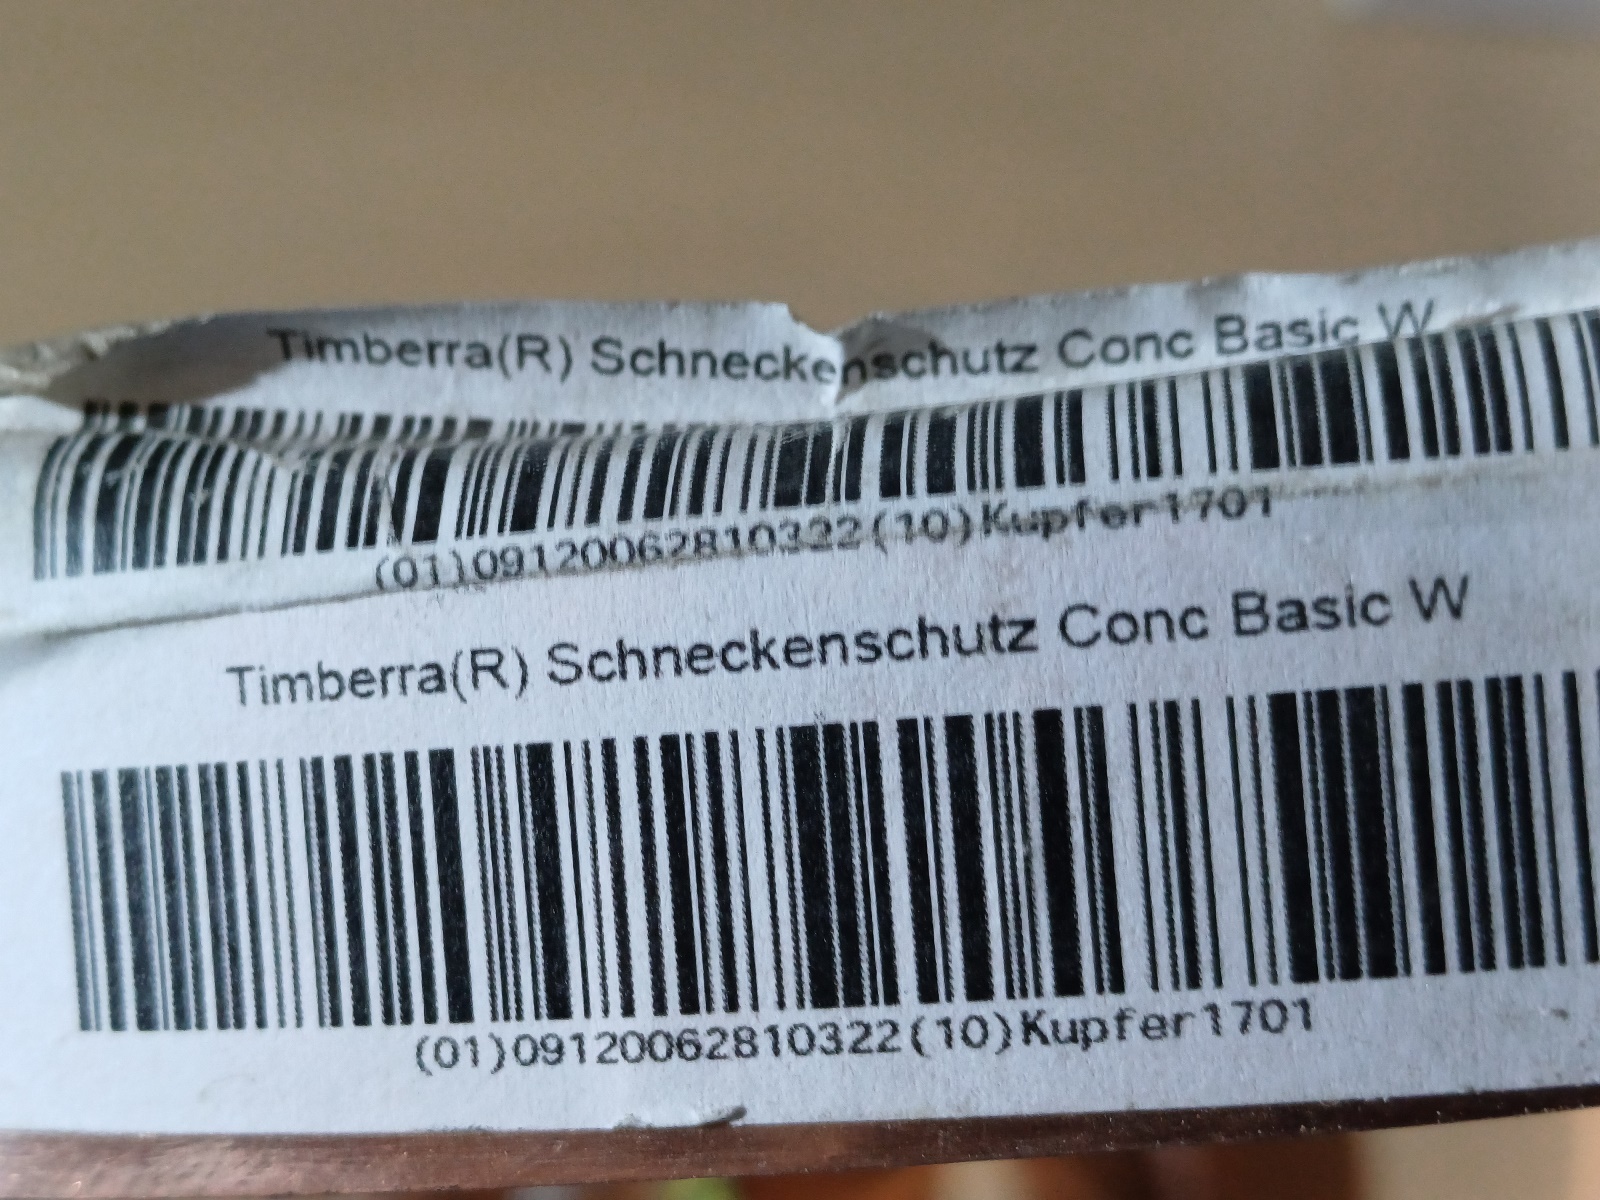 Timberra(R) Schneckenschutz Conc Basic W
(01)09120062810322(10)Kupfer1701
Timberra(R) Schneckenschutz Conc Basic W
(01)09120062810322(10)Kupfer1701